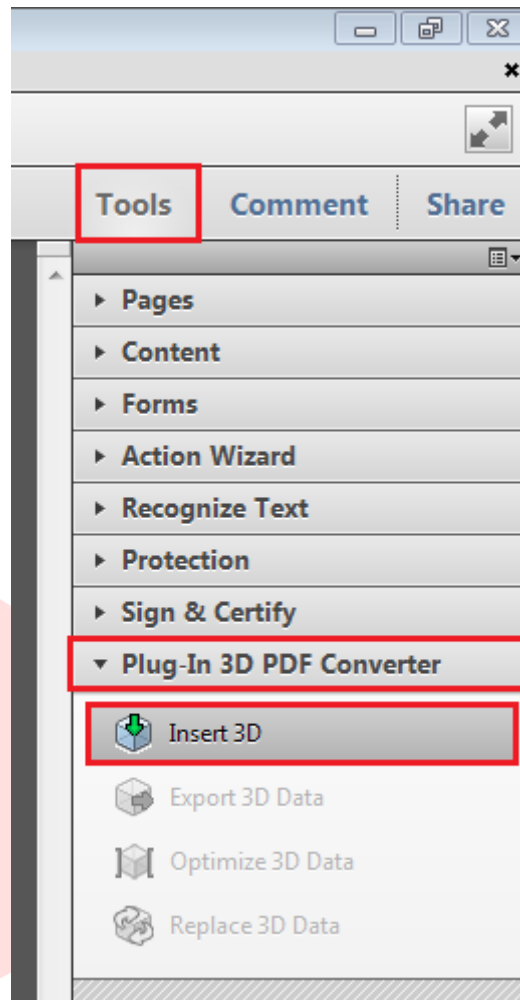 Tools Comment Share
Pages
Content
Forms
Action Wizard
Recognize Text
Protection
Sign & Certify
Plug-In 3D PDF Converter
Insert 3D
Export 3D Data
Optimize 3D Data
Replace 3D Data